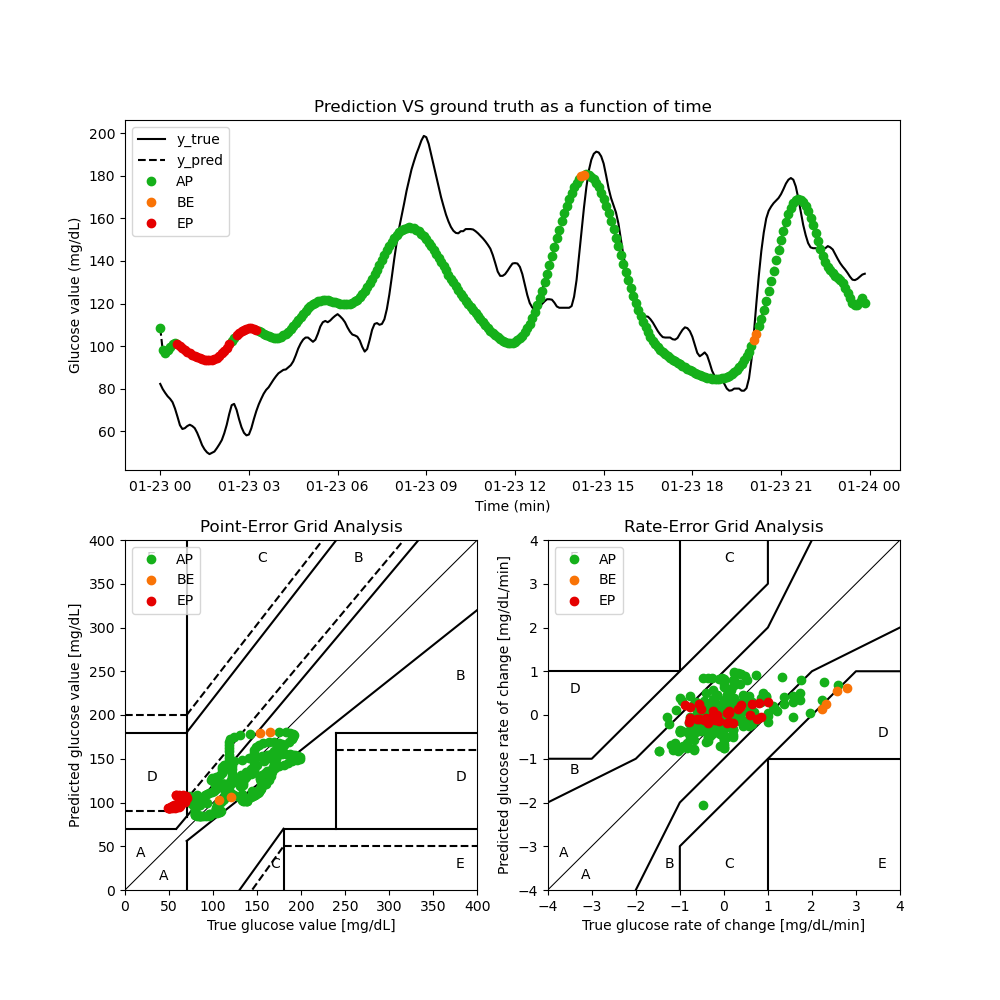 Prediction VS ground truth as a function of time
Glucose value (mg/dL)
200
180
160
140
120
100
80
60
y_true
y_pred
AP
BE
EP
01-23 00 01-23 03 01-23 06 01-23 09 01-23 12 01-23 15 01-23 18 01-23 21 01-24 00
Time (min)
Point-Error Grid Analysis
Predicted glucose value [mg/dL]
400
350
300
250
200
150
100
50
0
AP
BE
EP
C
B
B
D
D
A
A
C
E
0 50 100 150 200 250 300 350 400
True glucose value [mg/dL]
Rate-Error Grid Analysis
Predicted glucose rate of change [mg/dL/min]
4
3
2
1
0
−1
−2
−3
−4
AP
BE
EP
C
D
D
B
A
A
B
C
E
−4 −3 −2 −1 0 1 2 3 4
True glucose rate of change [mg/dL/min]